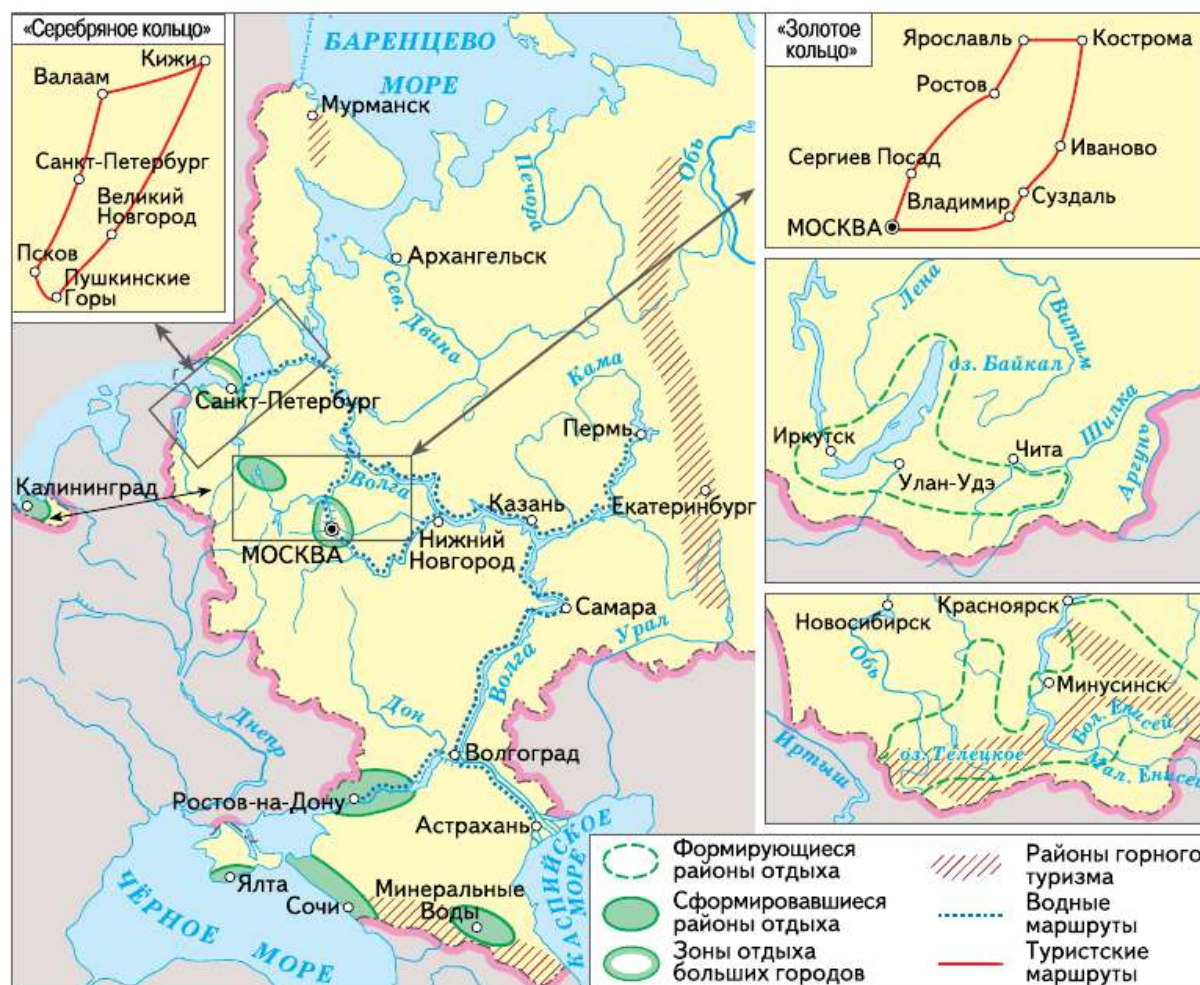 «Серебряное кольцо»
Кижи
Валаам
Санкт-Петербург
Великий
Новгород
Псков
Пушкинские
Горы
БАРЕНЦЕВО
МОРЕ
Мурманск
Печора
Обь
Архангельск
Сев. Двина
Кама
Санкт-Петербург
Пермь
Калининград
Волга
Казань
Екатеринбург
МОСКВА
Нижний
Новгород
Самара
Урал
Волга
Дон
Днепр
Волгоград
Ростов-на-Дону
Астрахань
КАСПИЙСКОЕ
МОРЕ
Ялта
Сочи
Минеральные
Воды
ЧЁРНОЕ МОРЕ
«Золотое
кольцо»
Ярославль
Кострома
Ростов
Иваново
Сергиев Посад
Суздаль
Владимир
МОСКВА
Лена
Витим
оз. Байкал
Шилка
Иркутск
Чита
Улан-Удэ
Аргунь
Красноярск
Новосибирск
Обь
Минусинск
Бол. Енисей
Иртыш
оз. Телецкое
Мал. Енисей
Формирующиеся
районы отдыха
Сформировавшиеся
районы отдыха
Зоны отдыха
больших городов
Районы горного
туризма
Водные
маршруты
Туристские
маршруты